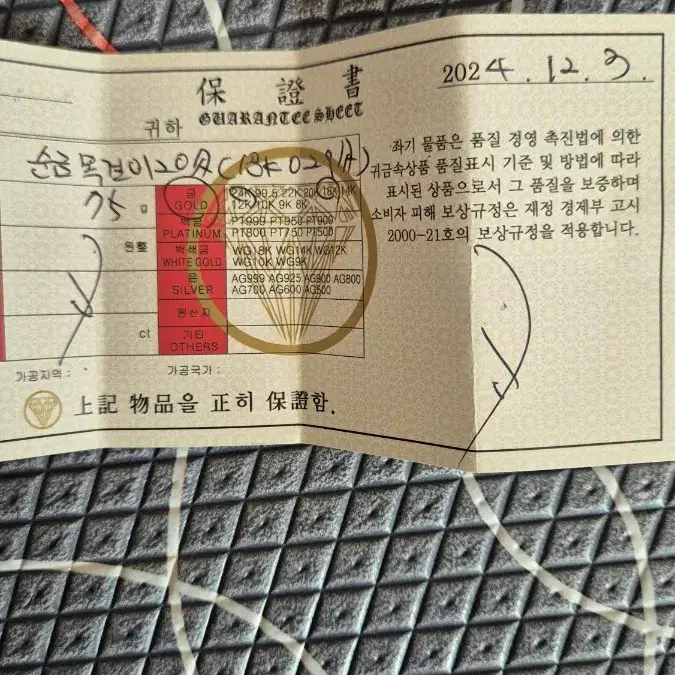 保 證 書
GUARANTEE SHEET
2024. 12. 3.
귀하
순금목걸이20돈(18K
75 g
원整
ct
금 GOLD 24K 99.5 22K 20K 18K 14K
12K 10K 9K 8K
백금 PLATINUM PT999 PT950 PT900
PT800 PT750 PT500
백색금 WHITE GOLD WG18K WG14K WG12K
WG10K WG9K
은 SILVER AG999 AG925 AG900 AG800
AG700 AG600 AG500
원산지
기타 OTHERS
가공지역 : 가공국가 :
上記 物品을 正히 保證함.
좌기 물품은 품질 경영 촉진법에 의한
귀금속상품 품질표시 기준 및 방법에 따라
표시된 상품으로서 그 품질을 보증하며
소비자 피해 보상규정은 재정 경제부 고시
2000-21호의 보상규정을 적용합니다.